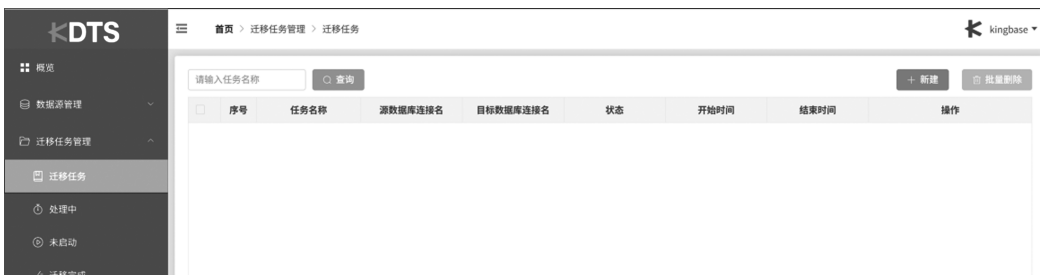 KDTS
首页 > 迁移任务管理 > 迁移任务
kingbase
概览
请输入任务名称
查询
+ 新建
批量删除
数据源管理
序号 任务名称 源数据库连接名 目标数据库连接名 状态 开始时间 结束时间 操作
迁移任务管理
迁移任务
处理中
未启动
迁移完成